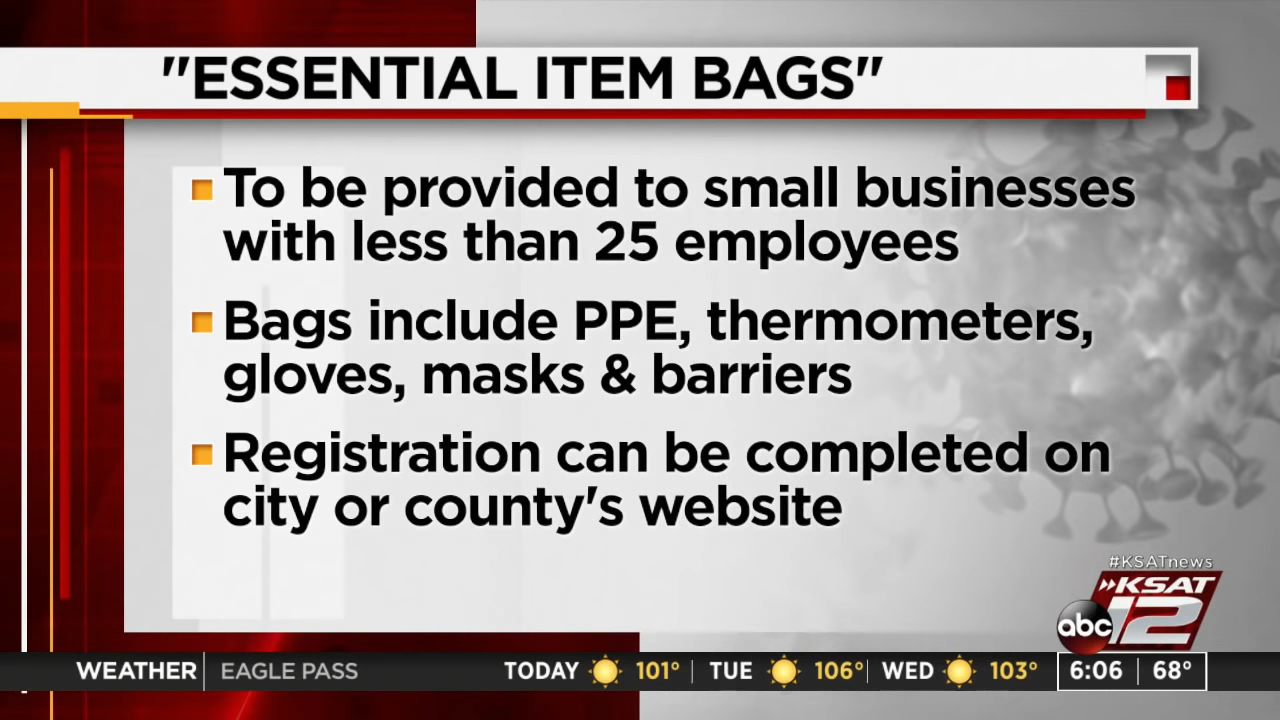 "ESSENTIAL ITEM BAGS"
To be provided to small businesses
with less than 25 employees
Bags include PPE, thermometers,
gloves, masks & barriers
Registration can be completed on
city or county's website
#KSATnews
KSAT
abc 12
WEATHER EAGLE PASS TODAY 101° TUE 106° WED 103° 6:06 68°